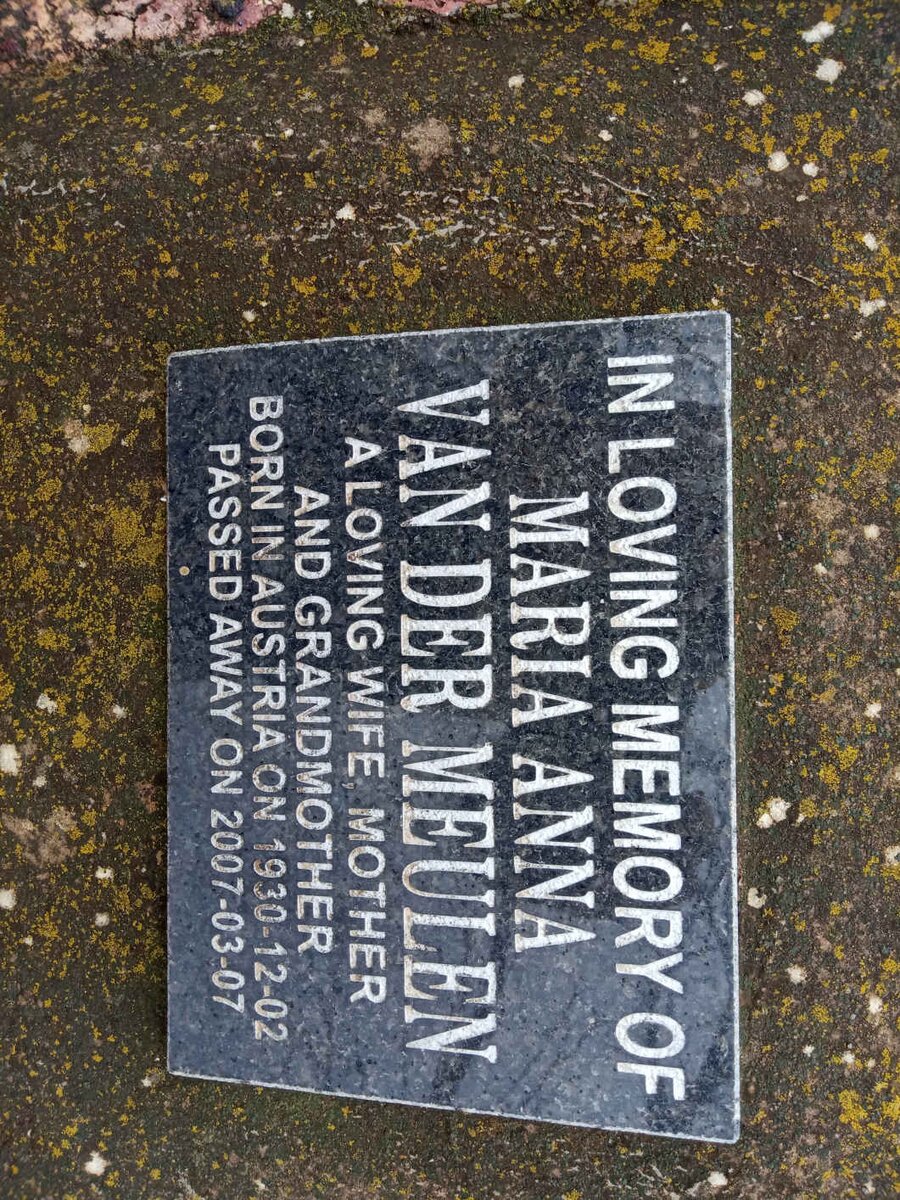 IN LOVING MEMORY OF
MARIA ANNA
VAN DER MEULEN
A LOVING WIFE, MOTHER
AND GRANDMOTHER
BORN IN AUSTRIA ON 1930-12-02
PASSED AWAY ON 2007-03-07